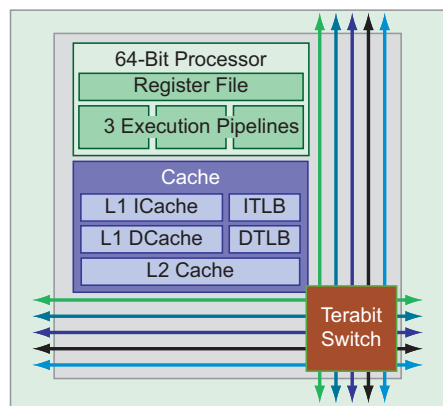 64-Bit Processor
Register File
3 Execution Pipelines
Cache
L1 ICache
ITLB
L1 DCache
DTLB
L2 Cache
Terabit
Switch